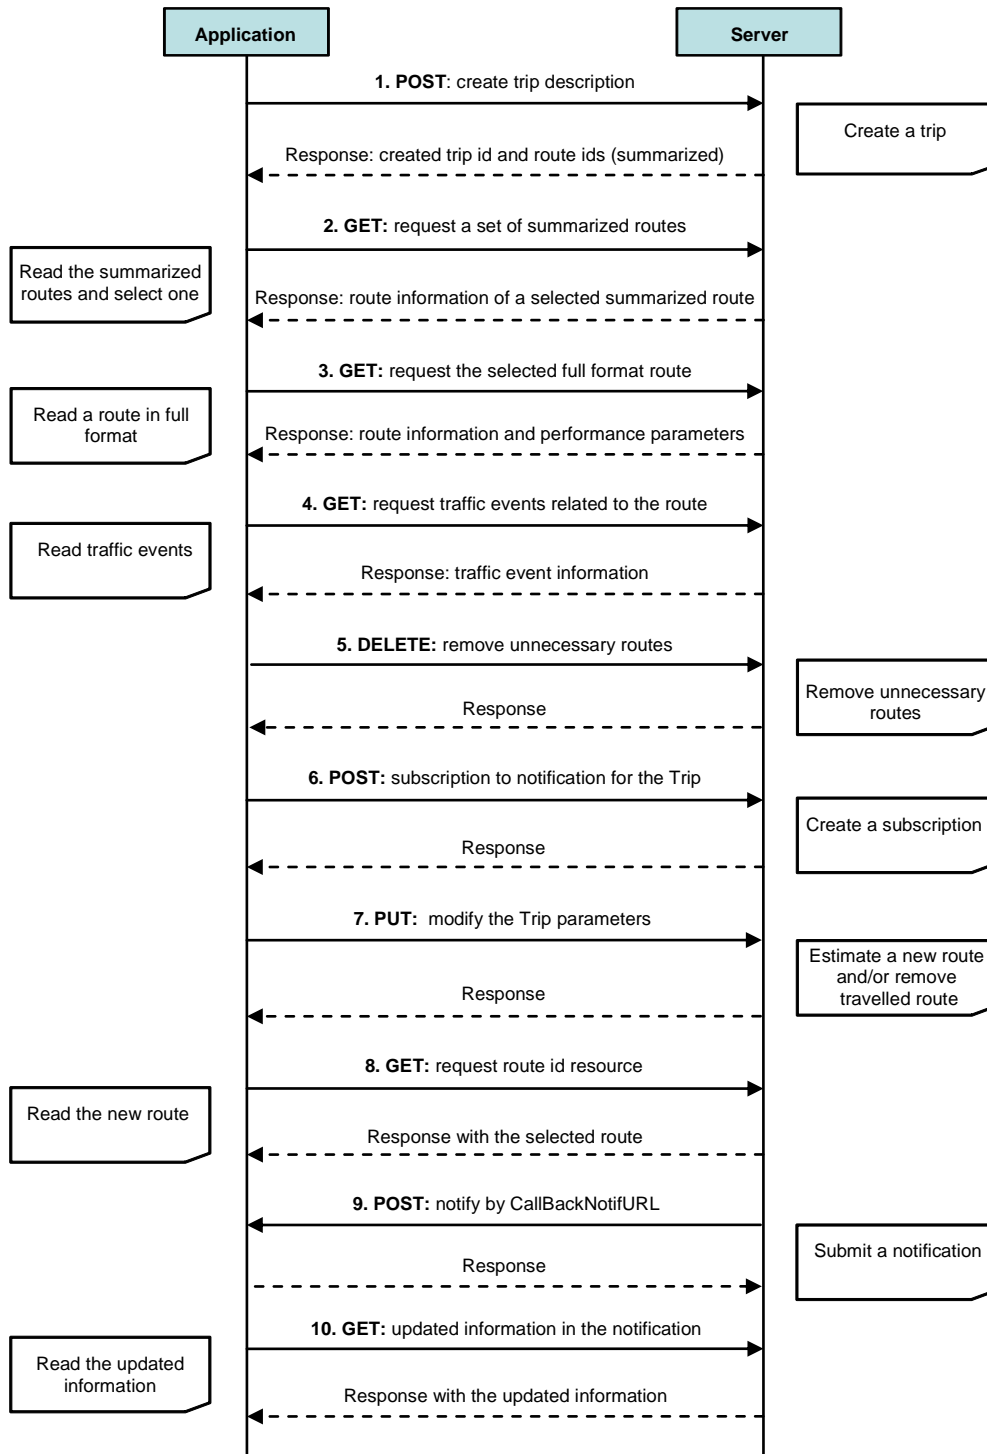 Application
Server
1. POST: create trip description
Create a trip
Response: created trip id and route ids (summarized)
2. GET: request a set of summarized routes
Read the summarized
routes and select one
Response: route information of a selected summarized route
3. GET: request the selected full format route
Read a route in full
format
Response: route information and performance parameters
4. GET: request traffic events related to the route
Read traffic events
Response: traffic event information
5. DELETE: remove unnecessary routes
Remove unnecessary
routes
Response
6. POST: subscription to notification for the Trip
Create a subscription
Response
7. PUT: modify the Trip parameters
Estimate a new route
and/or remove
travelled route
Response
8. GET: request route id resource
Read the new route
Response with the selected route
9. POST: notify by CallBackNotifURL
Submit a notification
Response
10. GET: updated information in the notification
Read the updated
information
Response with the updated information